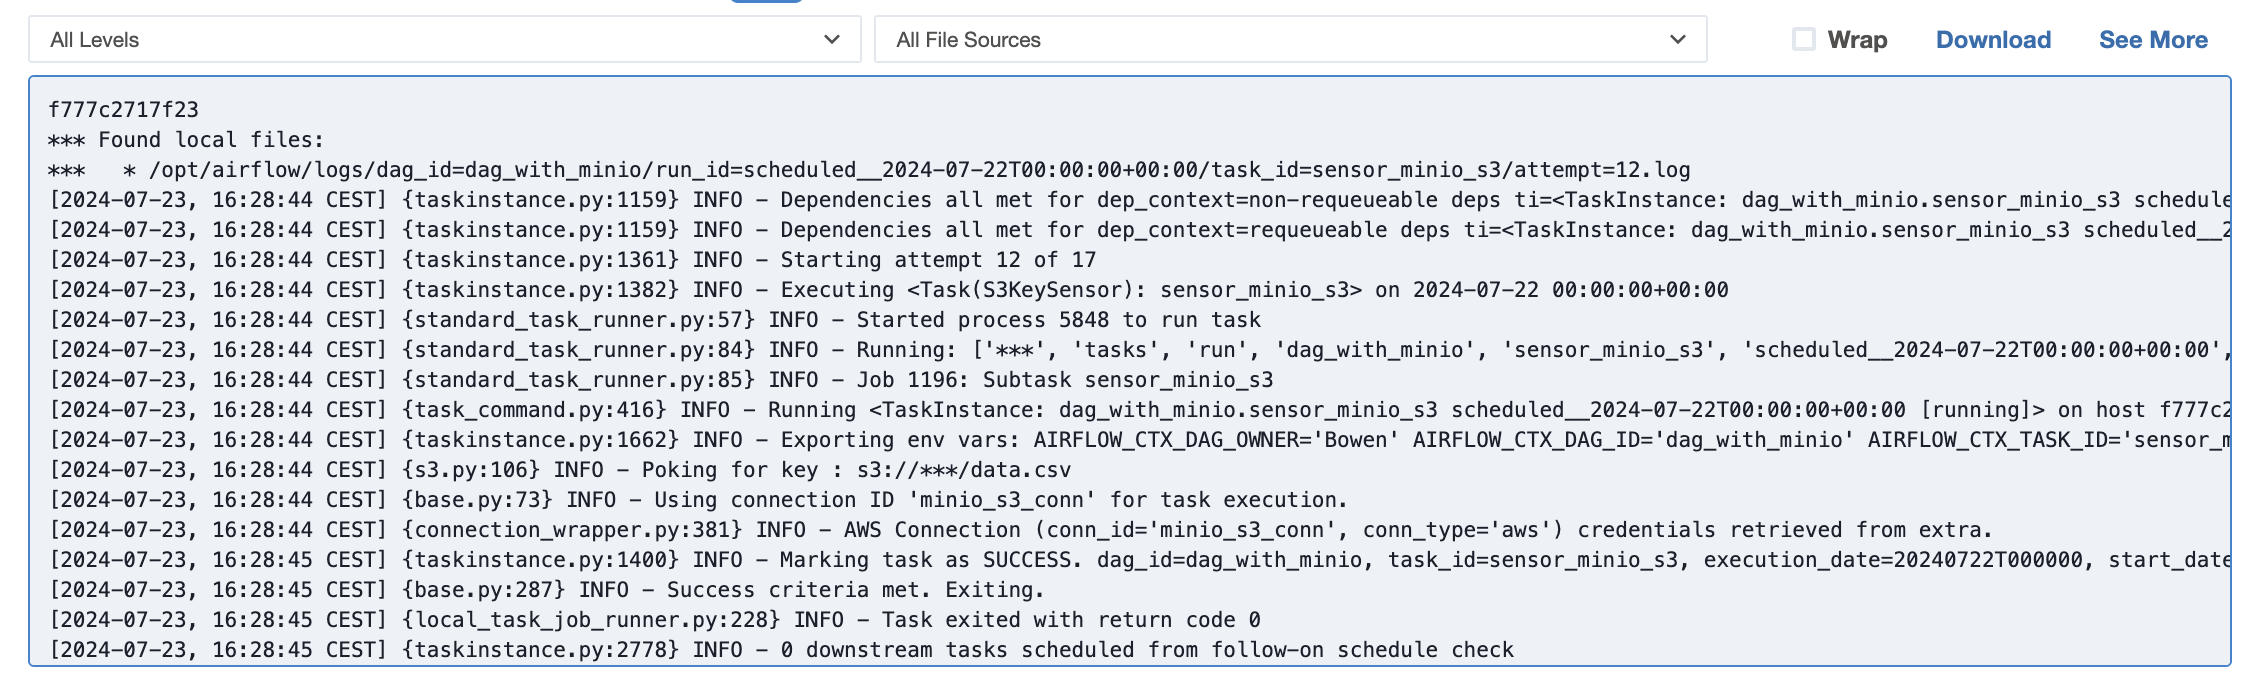 All Levels
All File Sources
Wrap
Download
See More
f777c2717f23
*** Found local files:
***   * /opt/airflow/logs/dag_id=dag_with_minio/run_id=scheduled__2024-07-22T00:00:00+00:00/task_id=sensor_minio_s3/attempt=12.log
[2024-07-23, 16:28:44 CEST] {taskinstance.py:1159} INFO - Dependencies all met for dep_context=non-requeueable deps ti=<TaskInstance: dag_with_minio.sensor_minio_s3 schedule
[2024-07-23, 16:28:44 CEST] {taskinstance.py:1159} INFO - Dependencies all met for dep_context=requeueable deps ti=<TaskInstance: dag_with_minio.sensor_minio_s3 scheduled__2
[2024-07-23, 16:28:44 CEST] {taskinstance.py:1361} INFO - Starting attempt 12 of 17
[2024-07-23, 16:28:44 CEST] {taskinstance.py:1382} INFO - Executing <Task(S3KeySensor): sensor_minio_s3> on 2024-07-22 00:00:00+00:00
[2024-07-23, 16:28:44 CEST] {standard_task_runner.py:57} INFO - Started process 5848 to run task
[2024-07-23, 16:28:44 CEST] {standard_task_runner.py:84} INFO - Running: ['***', 'tasks', 'run', 'dag_with_minio', 'sensor_minio_s3', 'scheduled__2024-07-22T00:00:00+00:00',
[2024-07-23, 16:28:44 CEST] {standard_task_runner.py:85} INFO - Job 1196: Subtask sensor_minio_s3
[2024-07-23, 16:28:44 CEST] {task_command.py:416} INFO - Running <TaskInstance: dag_with_minio.sensor_minio_s3 scheduled__2024-07-22T00:00:00+00:00 [running]> on host f777c2
[2024-07-23, 16:28:44 CEST] {taskinstance.py:1662} INFO - Exporting env vars: AIRFLOW_CTX_DAG_OWNER='Bowen' AIRFLOW_CTX_DAG_ID='dag_with_minio' AIRFLOW_CTX_TASK_ID='sensor_m
[2024-07-23, 16:28:44 CEST] {s3.py:106} INFO - Poking for key : s3://***/data.csv
[2024-07-23, 16:28:44 CEST] {base.py:73} INFO - Using connection ID 'minio_s3_conn' for task execution.
[2024-07-23, 16:28:44 CEST] {connection_wrapper.py:381} INFO - AWS Connection (conn_id='minio_s3_conn', conn_type='aws') credentials retrieved from extra.
[2024-07-23, 16:28:45 CEST] {taskinstance.py:1400} INFO - Marking task as SUCCESS. dag_id=dag_with_minio, task_id=sensor_minio_s3, execution_date=20240722T000000, start_date
[2024-07-23, 16:28:45 CEST] {base.py:287} INFO - Success criteria met. Exiting.
[2024-07-23, 16:28:45 CEST] {local_task_job_runner.py:228} INFO - Task exited with return code 0
[2024-07-23, 16:28:45 CEST] {taskinstance.py:2778} INFO - 0 downstream tasks scheduled from follow-on schedule check